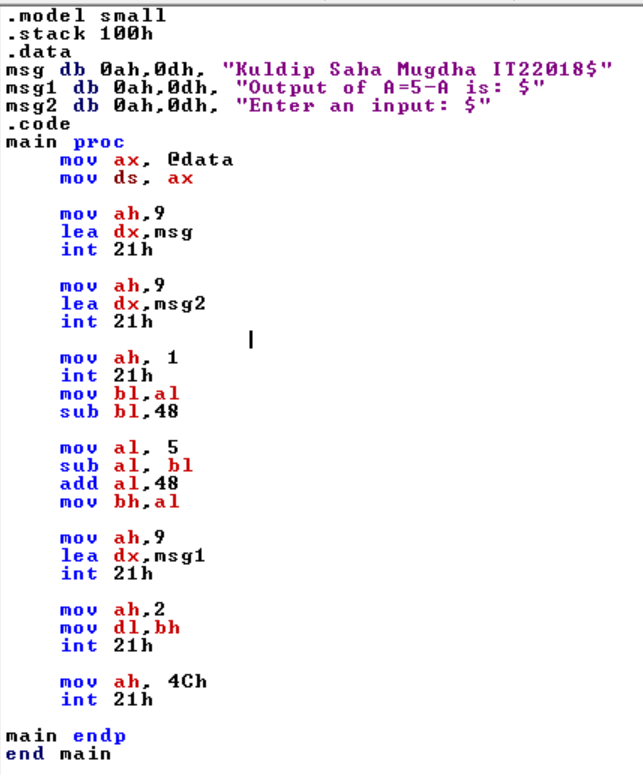 .model small
.stack 100h
.data
msg db 0ah,0dh, "Kuldip Saha Mugdha IT22018$"
msg1 db 0ah,0dh, "Output of A=5-A is: $"
msg2 db 0ah,0dh, "Enter an input: $"
.code
main proc
mov ax, @data
mov ds, ax
mov ah,9
lea dx,msg
int 21h
mov ah,9
lea dx,msg2
int 21h
mov ah, 1
int 21h
mov bl,al
sub bl,48
mov al, 5
sub al, bl
add al,48
mov bh,al
mov ah,9
lea dx,msg1
int 21h
mov ah,2
mov dl,bh
int 21h
mov ah, 4Ch
int 21h
main endp
end main